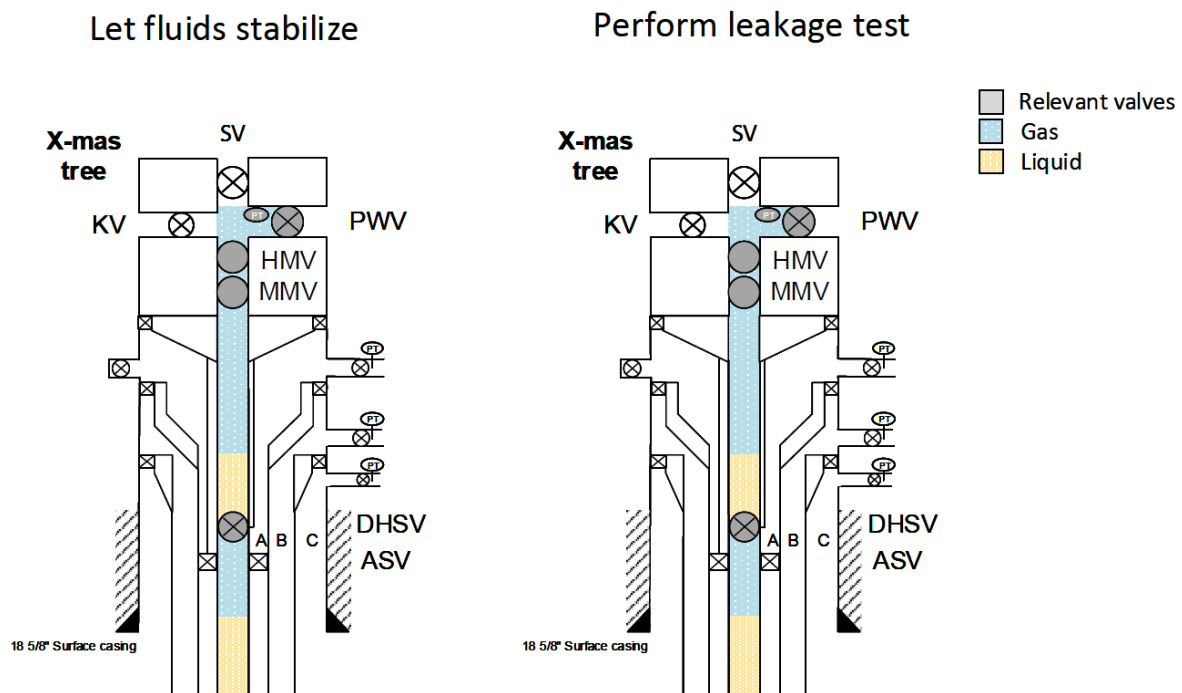 Let fluids stabilize
X-mas
tree
SV
PT
KV
PWV
HMV
MMV
PT
PT
PT
A
B
C
DHSV
ASV
18 5/8" Surface casing
Perform leakage test
X-mas
tree
SV
PT
KV
PWV
HMV
MMV
PT
PT
PT
A
B
C
DHSV
ASV
18 5/8" Surface casing
Relevant valves
Gas
Liquid